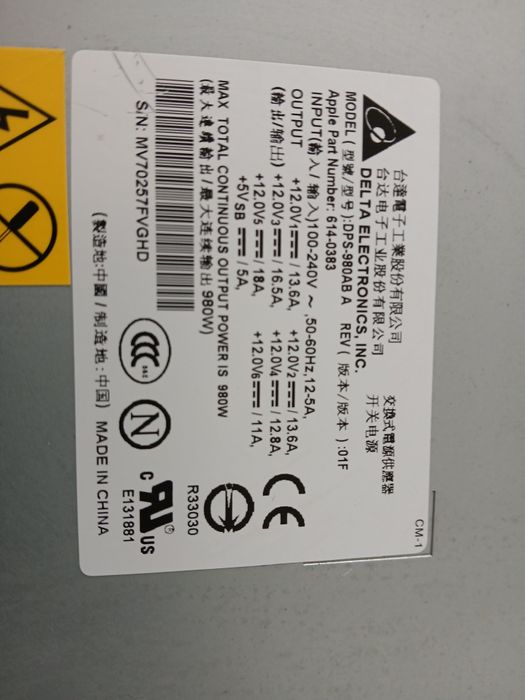 台達電子工業股份有限公司
台达电子工业股份有限公司
DELTA ELECTRONICS, INC.
交換式電源供應器
开关电源
CM-1
MODEL(型號/型号):DPS-980AB A REV(版本/版本):01F
Apple Part Number: 614-0383
INPUT(輸入/输入)100-240V ~,50-60Hz,12-5A,
OUTPUT
(輸出/输出)
+12.0V1⎓/13.6A, +12.0V2⎓/13.6A,
+12.0V3⎓/16.5A, +12.0V4⎓/12.8A,
+12.0V5⎓/18A, +12.0V6⎓/11A,
+5VSB⎓/5A,
MAX TOTAL CONTINUOUS OUTPUT POWER IS 980W
(最大連續輸出/最大连续输出980W)
S/N: MV70257FVGHD
CCC
S&E
N
CE
R33030
c UL US
®
E131881
(製造地:中國/制造地:中国) MADE IN CHINA